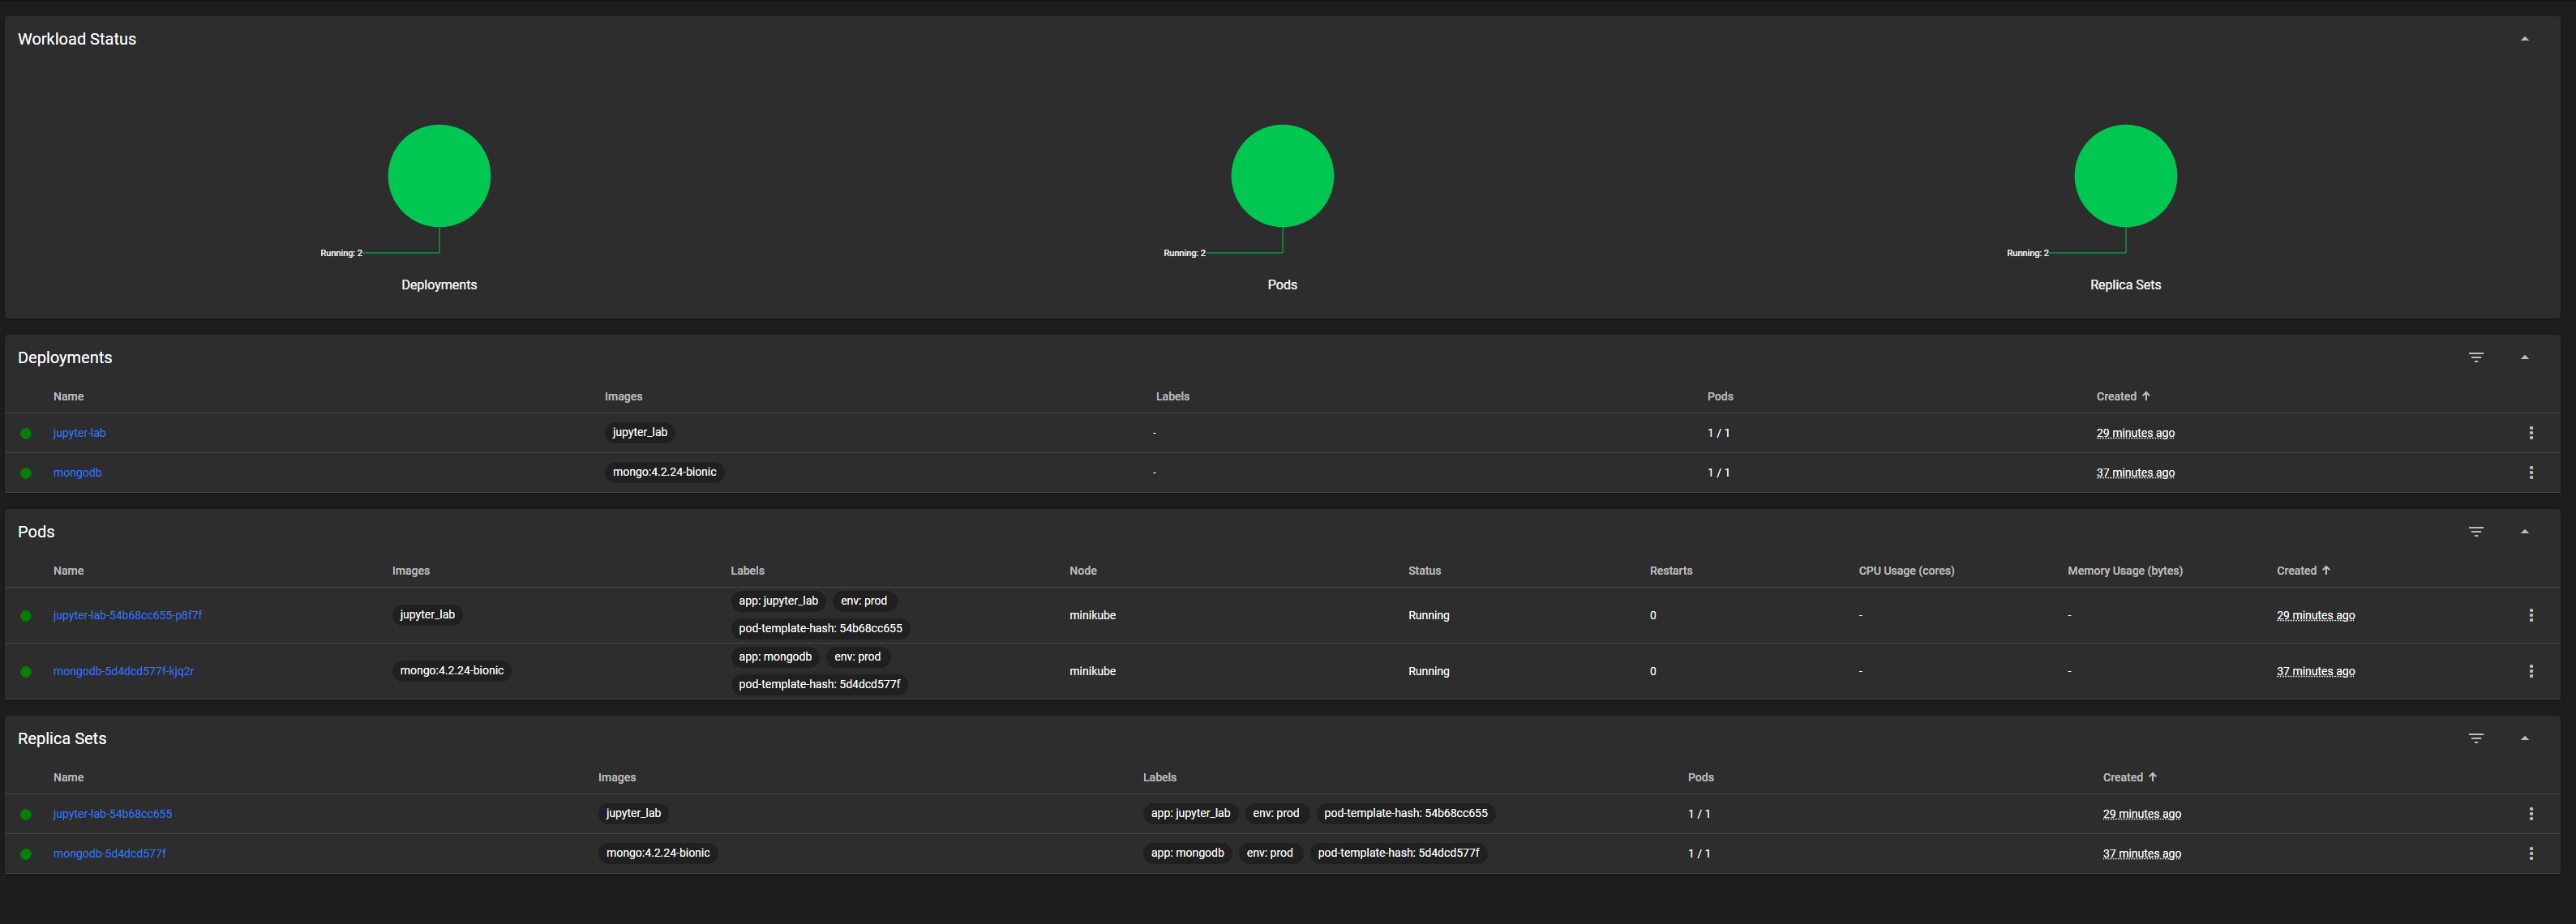 Workload Status
Running: 2
Deployments
Running: 2
Pods
Running: 2
Replica Sets
Deployments
Name Images Labels Pods Created
jupyter-lab jupyter_lab - 1 / 1 29 minutes ago
mongodb mongo:4.2.24-bionic - 1 / 1 37 minutes ago
Pods
Name Images Labels Node Status Restarts CPU Usage (cores) Memory Usage (bytes) Created
app: jupyter_lab env: prod
jupyter-lab-54b68cc655-p8f7f jupyter_lab minikube Running 0 - - 29 minutes ago
pod-template-hash: 54b68cc655
app: mongodb env: prod
mongodb-5d4dcd577f-kjq2r mongo:4.2.24-bionic minikube Running 0 - - 37 minutes ago
pod-template-hash: 5d4dcd577f
Replica Sets
Name Images Labels Pods Created
jupyter-lab-54b68cc655 jupyter_lab app: jupyter_lab env: prod pod-template-hash: 54b68cc655 1 / 1 29 minutes ago
mongodb-5d4dcd577f mongo:4.2.24-bionic app: mongodb env: prod pod-template-hash: 5d4dcd577f 1 / 1 37 minutes ago